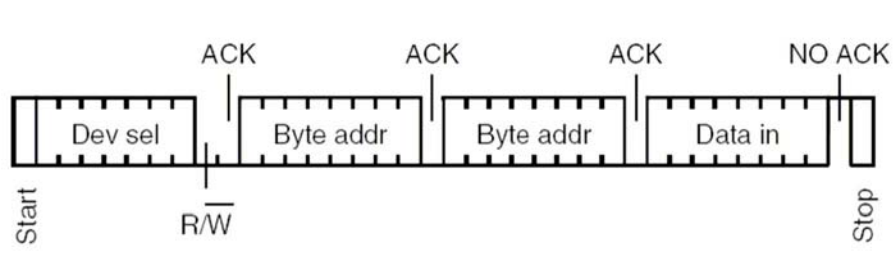 ACK ACK ACK NO ACK
Dev sel Byte addr Byte addr Data in
Start R/W̅ Stop